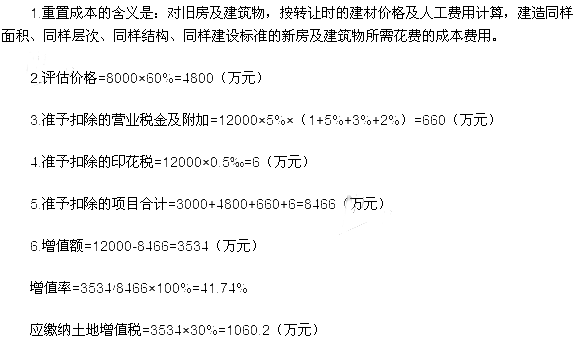 1.重置成本的含义是：对旧房及建筑物，按转让时的建材价格及人工费用计算，建造同样
面积、同样层次、同样结构、同样建设标准的新房及建筑物所需花费的成本费用。
2.评估价格=8000×60%=4800（万元）
3.准予扣除的营业税金及附加=12000×5%×（1+5%+3%+2%）=660（万元）
4.准予扣除的印花税=12000×0.5‰=6（万元）
5.准予扣除的项目合计=3000+4800+660+6=8466（万元）
6.增值额=12000-8466=3534（万元）
增值率=3534/8466×100%=41.74%
应缴纳土地增值税=3534×30%=1060.2（万元）